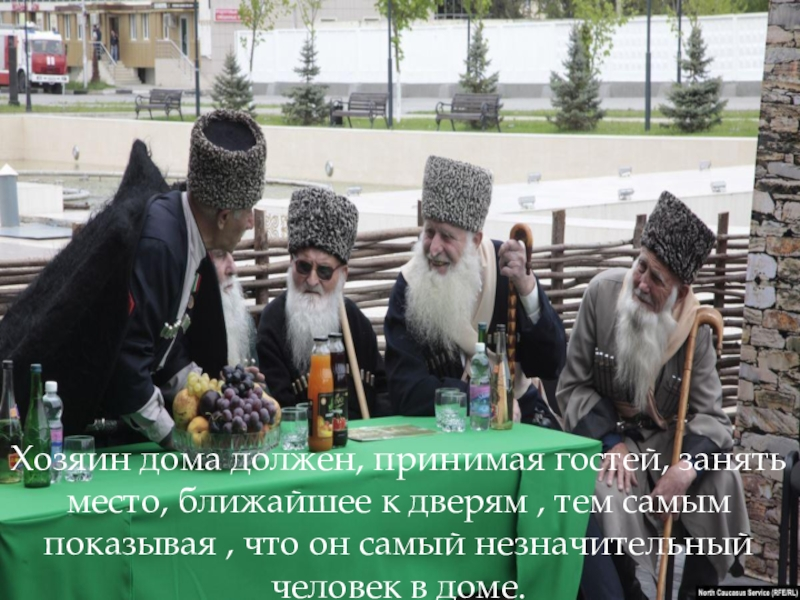 Хозяин дома должен, принимая гостей, занять
место, ближайшее к дверям , тем самым
показывая , что он самый незначительный
человек в доме.
North Caucasus Service (RFE/RL)